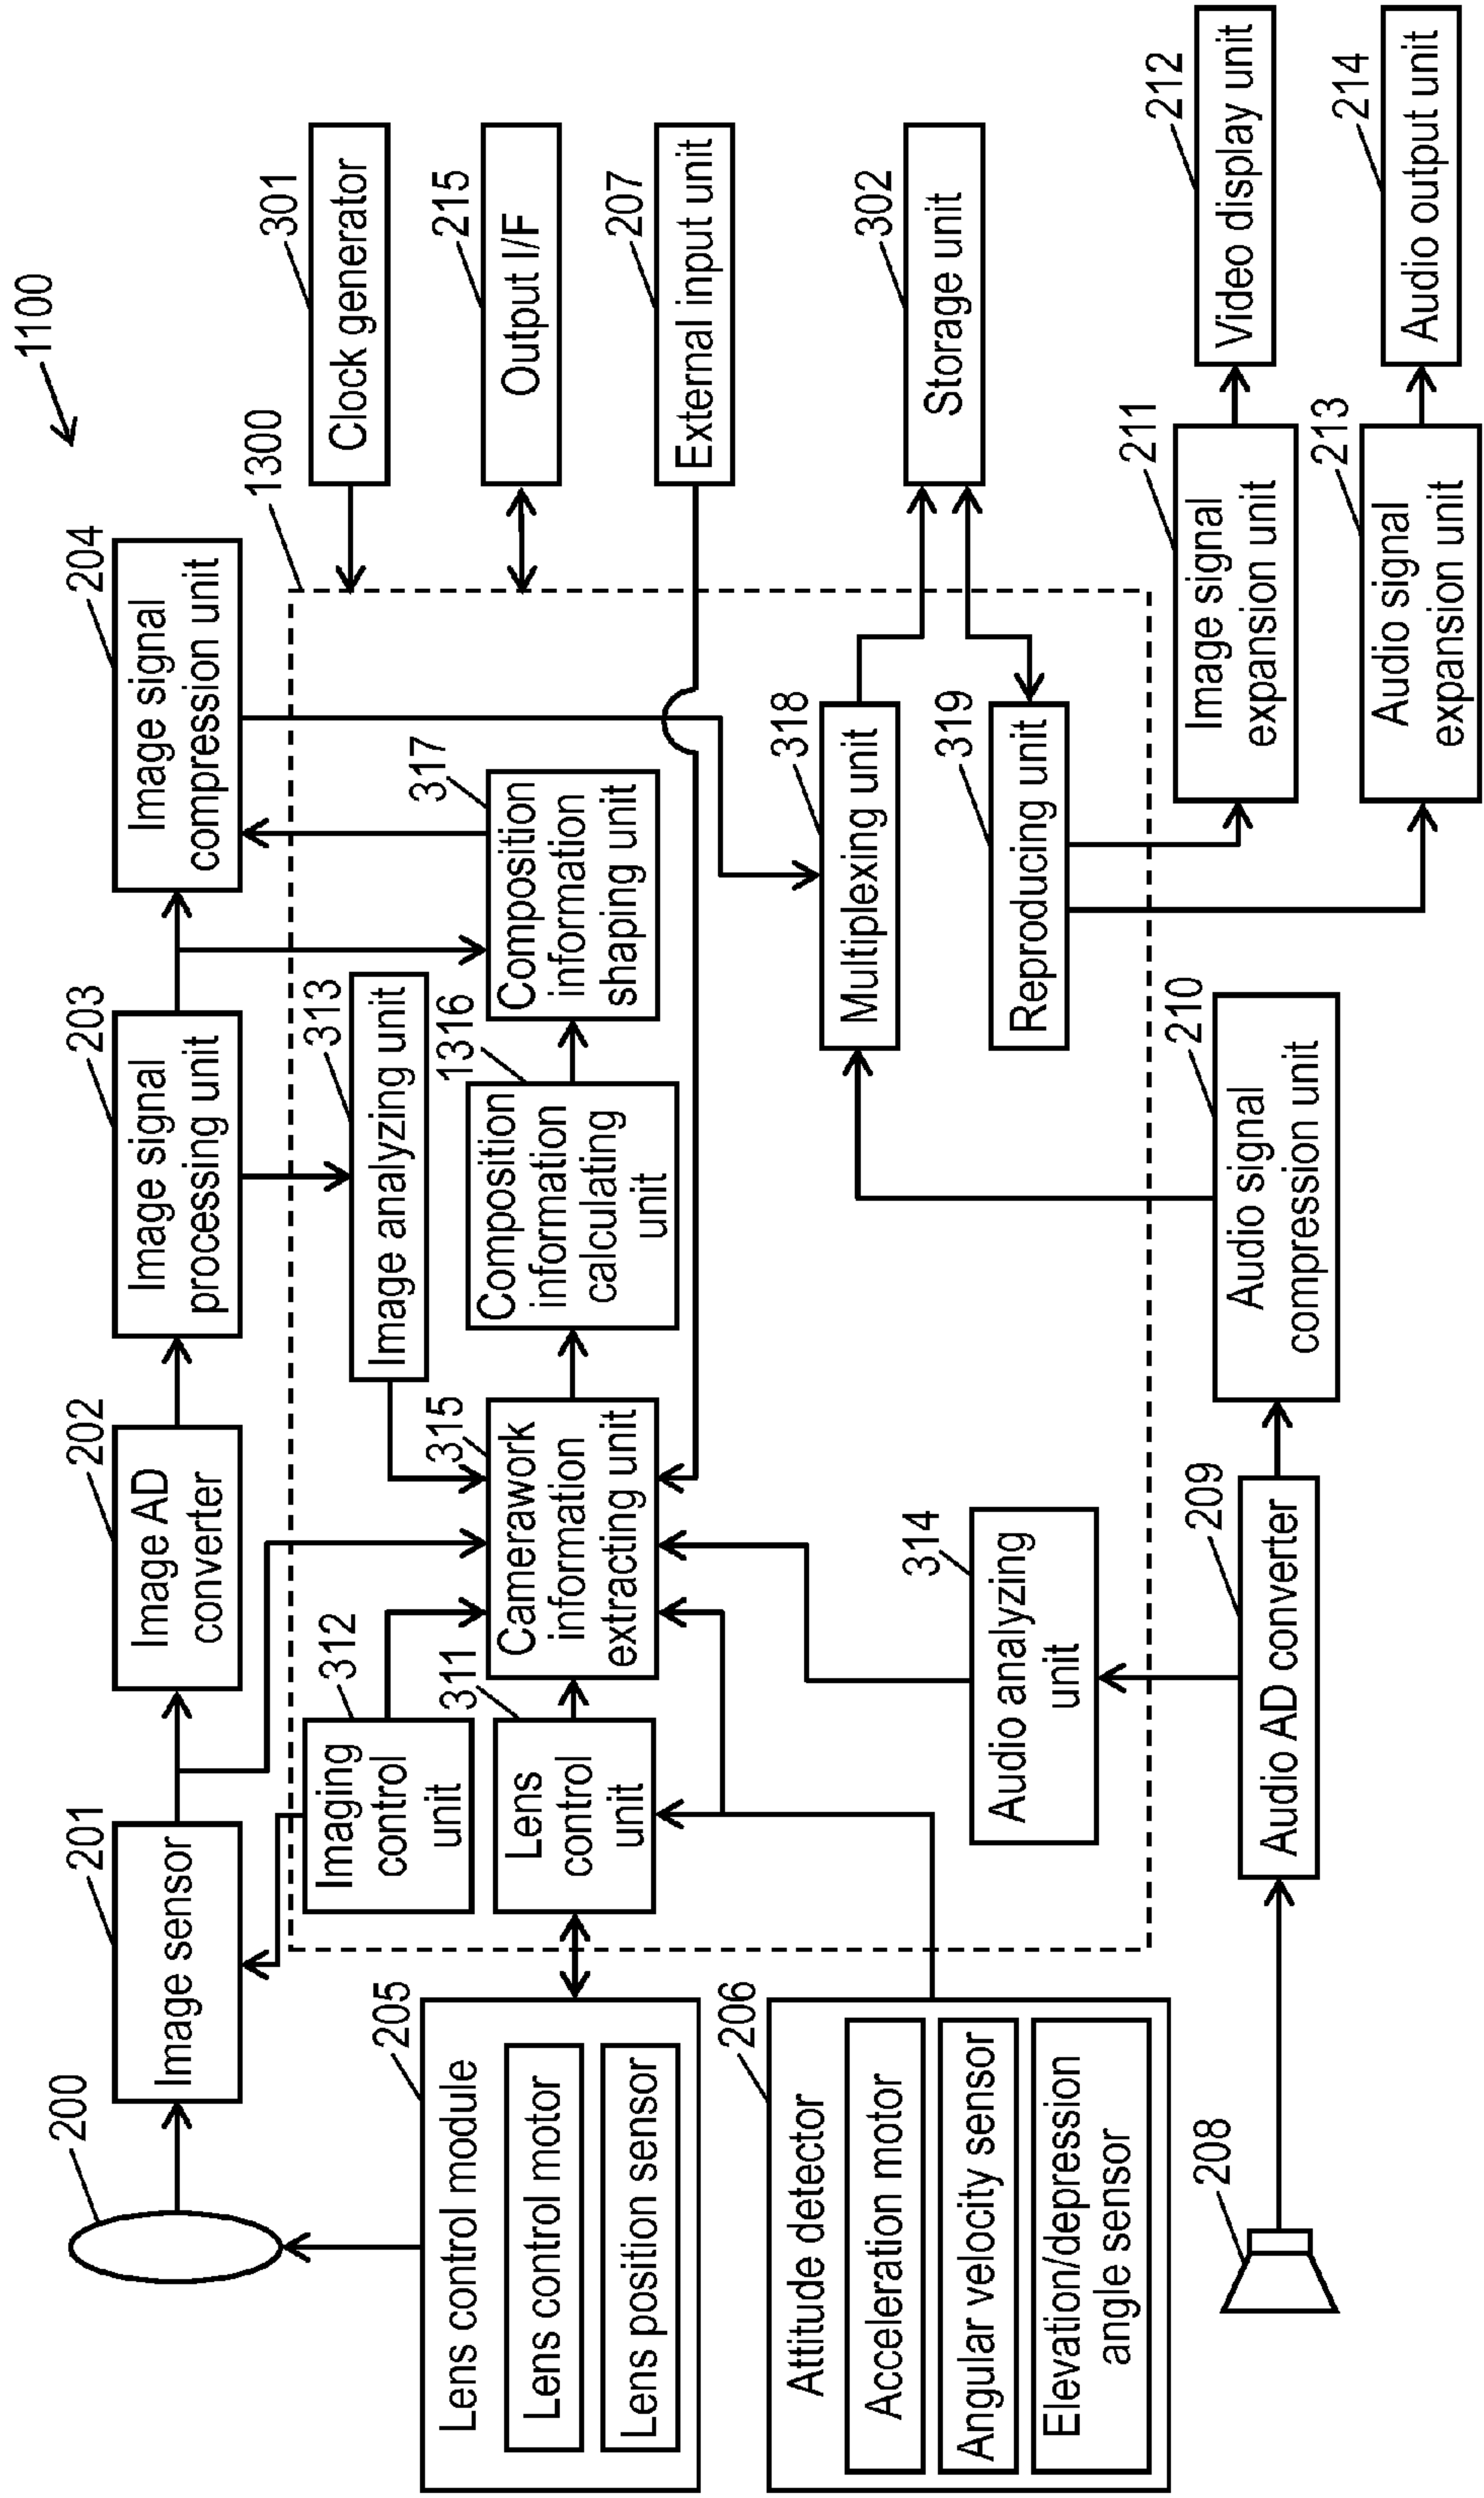 1100
200
201
Image sensor
202
Image AD
converter
203
Image signal
processing unit
204
Image signal
compression unit
1300
301
Clock generator
215
Output I/F
207
External input unit
302
Storage unit
205
Lens control module
Lens control motor
Lens position sensor
312
Imaging
control
unit
311
Lens
control
unit
313
Image analyzing unit
315
Camerawork
information
extracting unit
1316
Composition
information
calculating
unit
317
Composition
information
shaping unit
318
Multiplexing unit
319
Reproducing unit
206
Attitude detector
Acceleration motor
Angular velocity sensor
Elevation/depression
angle sensor
314
Audio analyzing
unit
208
209
Audio AD converter
210
Audio signal
compression unit
211
Image signal
expansion unit
212
Video display unit
213
Audio signal
expansion unit
214
Audio output unit